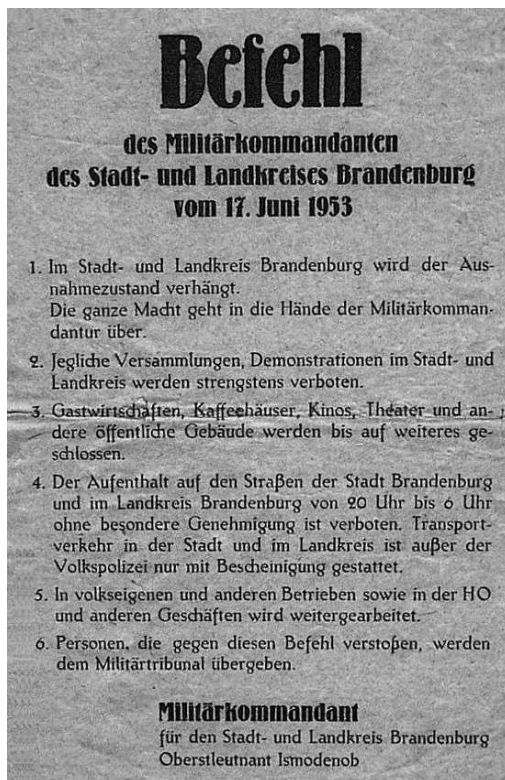 Befehl
des Militärkommandanten
des Stadt- und Landkreises Brandenburg
vom 17. Juni 1953
1. Im Stadt- und Landkreis Brandenburg wird der Aus-
nahmezustand verhängt.
Die ganze Macht geht in die Hände der Militärkomman-
dantur über.
2. Jegliche Versammlungen, Demonstrationen im Stadt- und
Landkreis werden strengstens verboten.
3. Gastwirtschaften, Kaffeehäuser, Kinos, Theater und an-
dere öffentliche Gebäude werden bis auf weiteres ge-
schlossen.
4. Der Aufenthalt auf den Straßen der Stadt Brandenburg
und im Landkreis Brandenburg von 20 Uhr bis 6 Uhr
ohne besondere Genehmigung ist verboten. Transport-
verkehr in der Stadt und im Landkreis ist außer der
Volkspolizei nur mit Bescheinigung gestattet.
5. In volkseigenen und anderen Betrieben sowie in der HO
und anderen Geschäften wird weitergearbeitet.
6. Personen, die gegen diesen Befehl verstoßen, werden
dem Militärtribunal übergeben.
Militärkommandant
für den Stadt- und Landkreis Brandenburg
Oberstleutnant Ismodenob